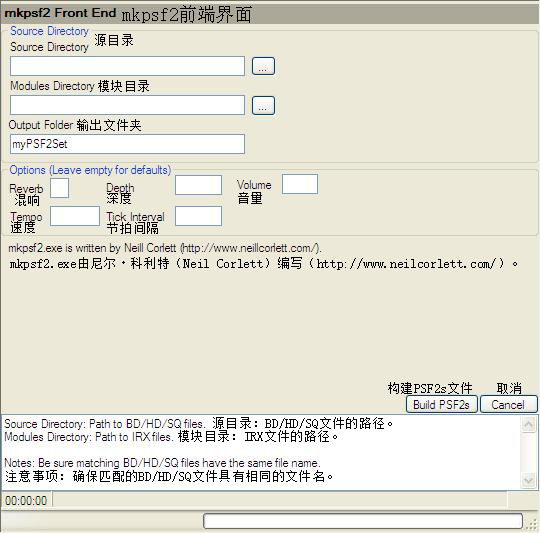 mkpsf2 Front End mkpsf2前端界面
Source Directory 源目录
Source Directory
...
Modules Directory 模块目录
...
Output Folder 输出文件夹
myPSF2Set
Options (Leave empty for defaults)
Reverb Depth Volume
混响 深度 音量
Tempo Tick Interval
速度 节拍间隔
mkpsf2.exe is written by Neill Corlett (http://www.neillcorlett.com/).
mkpsf2.exe由尼尔·科利特（Neil Corlett）编写（http://www.neilcorlett.com/）。
构建PSF2s文件 取消
Build PSF2s Cancel
Source Directory: Path to BD/HD/SQ files. 源目录：BD/HD/SQ文件的路径。
Modules Directory: Path to IRX files. 模块目录：IRX文件的路径。
Notes: Be sure matching BD/HD/SQ files have the same file name.
注意事项：确保匹配的BD/HD/SQ文件具有相同的文件名。
00:00:00